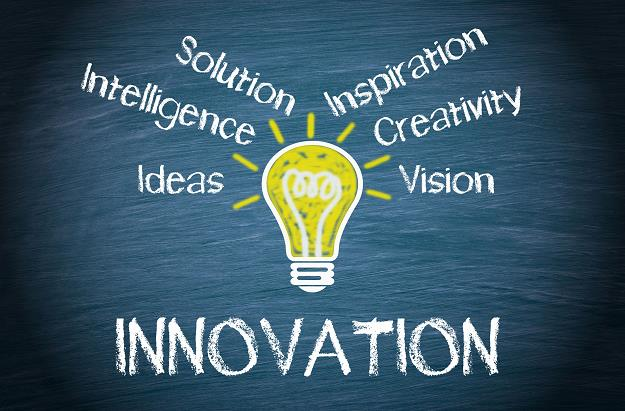 Solution
Inspiration
Intelligence
Creativity
Ideas
Vision
INNOVATION